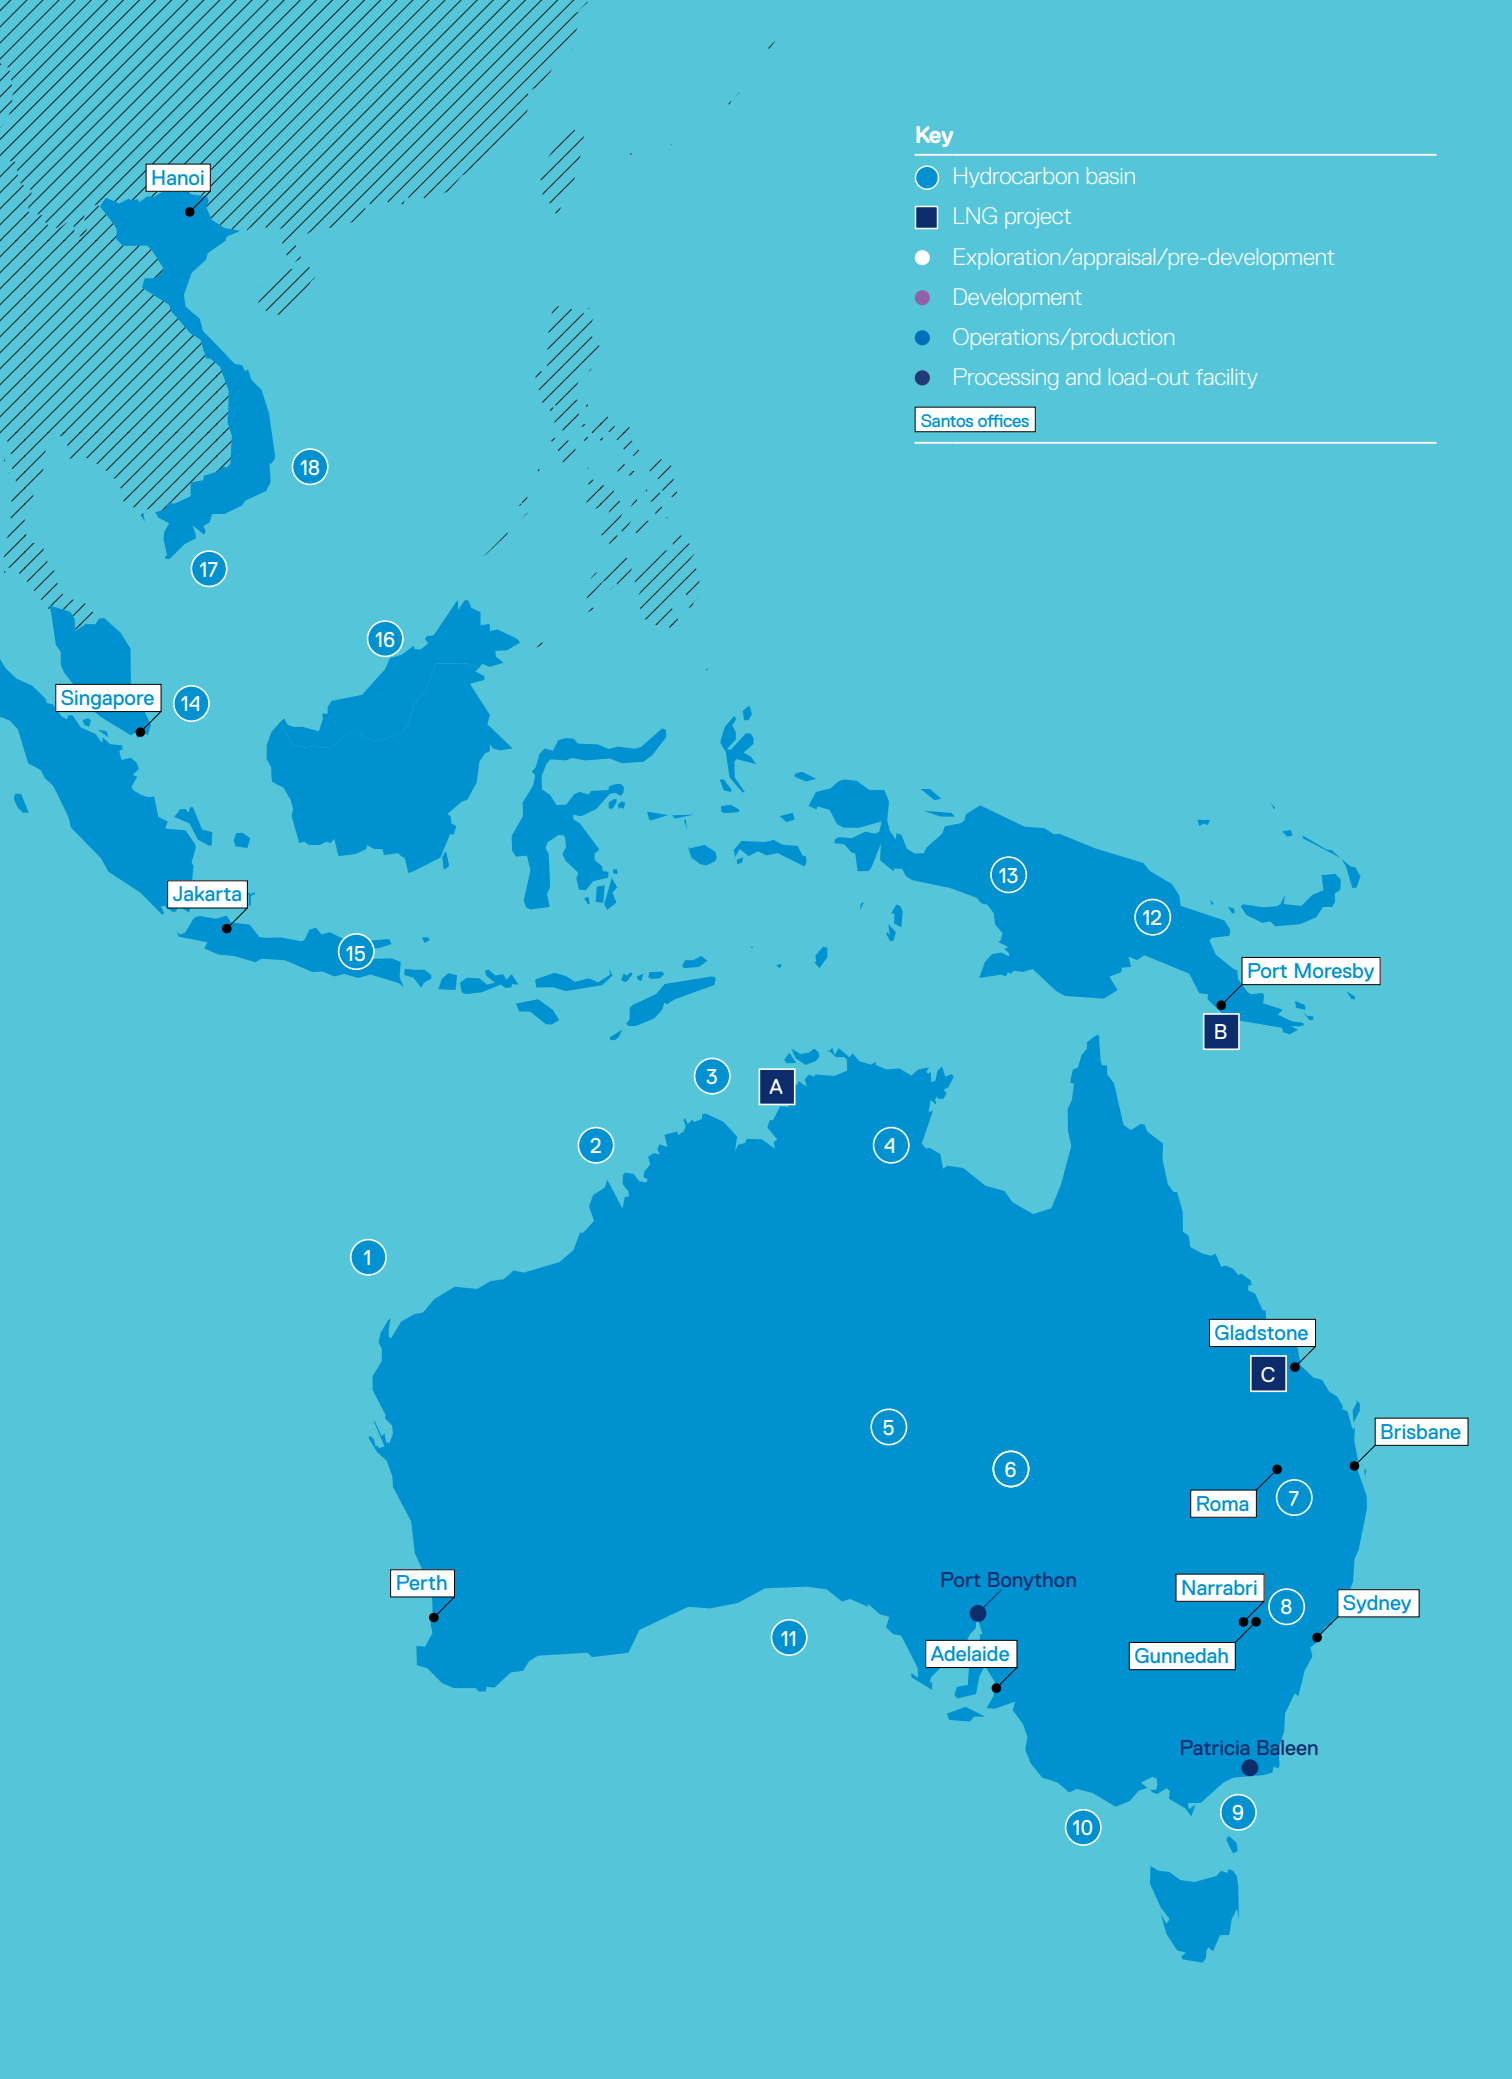 Key
Hydrocarbon basin
LNG project
Exploration/appraisal/pre-development
Development
Operations/production
Processing and load-out facility
Santos offices
Hanoi
18
17
16
Singapore
14
13
Jakarta
12
15
Port Moresby
B
3
A
2
4
1
Gladstone
C
5
Brisbane
6
7
Roma
Port Bonython
Perth
Narrabri
8
Sydney
11
Adelaide
Gunnedah
Patricia Baleen
9
10